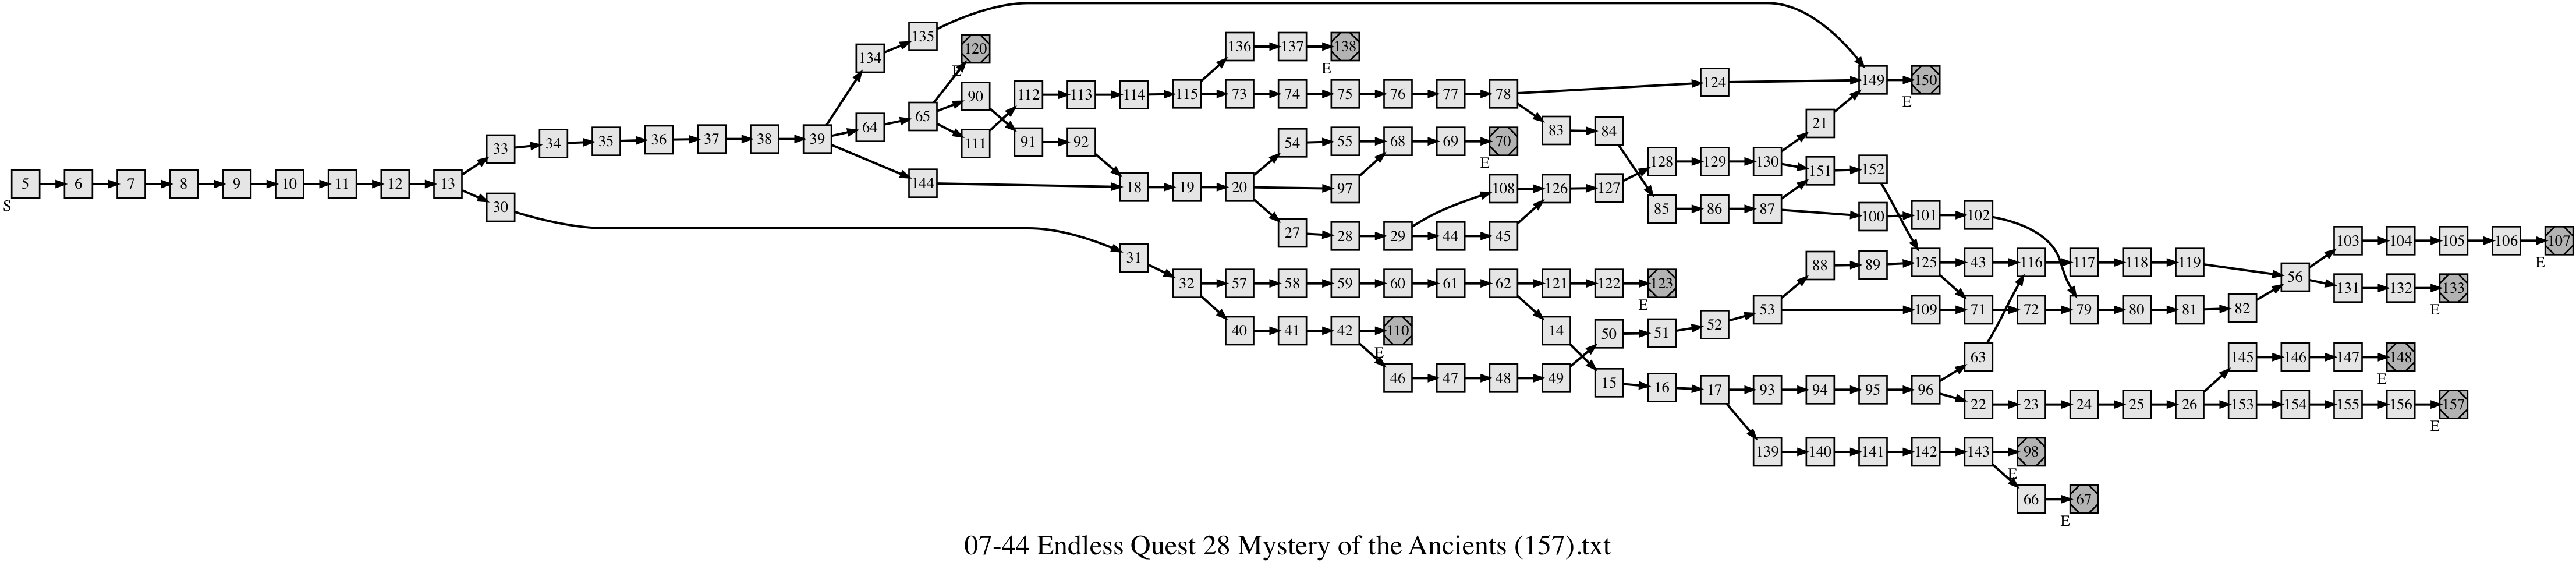 135
134 120 136 137 138
E E
90 112 113 114 115 73 74 75 76 77 78 124 149 150
E
33 34 35 36 37 38 39 64 65 111 91 92 54 55 68 69 70 83 84 21
E
128 129 130 151 152
5 6 7 8 9 10 11 12 13 144 18 19 20 97 108 126 127
S
30 27 28 29 44 45 85 86 87 100 101 102
31 88 89 125 43 116 117 118 119 103 104 105 106 107
E
32 57 58 59 60 61 62 121 122 123 56 131 132 133
E E
40 41 42 110 14 50 51 52 53 109 71 72 79 80 81 82
E
46 47 48 49 15 16 17 93 94 95 96 63 145 146 147 148
E
22 23 24 25 26 153 154 155 156 157
E
139 140 141 142 143 98
E
66 67
E
07-44 Endless Quest 28 Mystery of the Ancients (157).txt